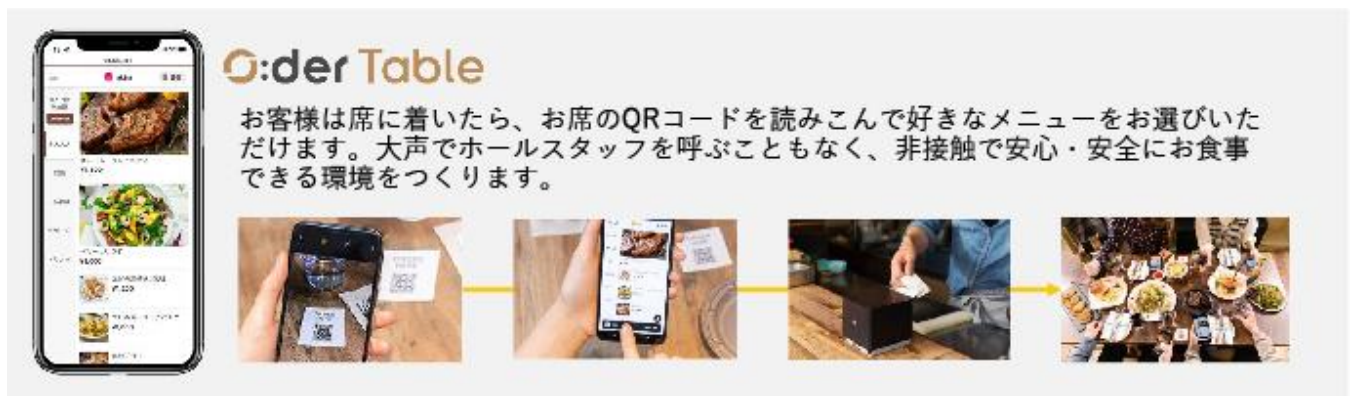 O:der Table
お客様は席に着いたら、お席のQRコードを読みこんで好きなメニューをお選びいた
だけます。大声でホールスタッフを呼ぶこともなく、非接触で安心・安全にお食事
できる環境をつくります。